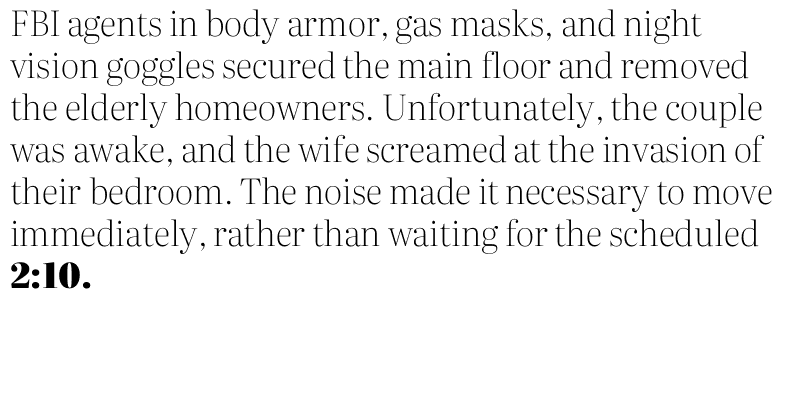 FBI agents in body armor, gas masks, and night
vision goggles secured the main floor and removed
the elderly homeowners. Unfortunately, the couple
was awake, and the wife screamed at the invasion of
their bedroom. The noise made it necessary to move
immediately, rather than waiting for the scheduled
2:10.